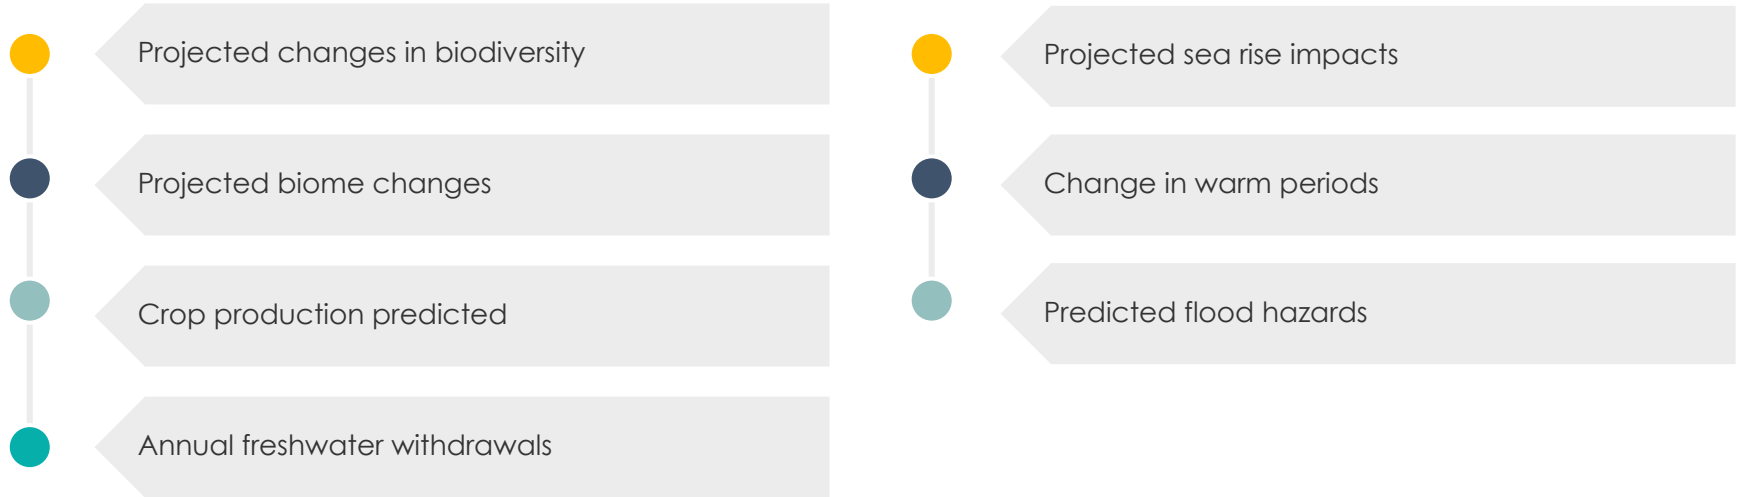 Projected changes in biodiversity
Projected biome changes
Crop production predicted
Annual freshwater withdrawals
Projected sea rise impacts
Change in warm periods
Predicted flood hazards